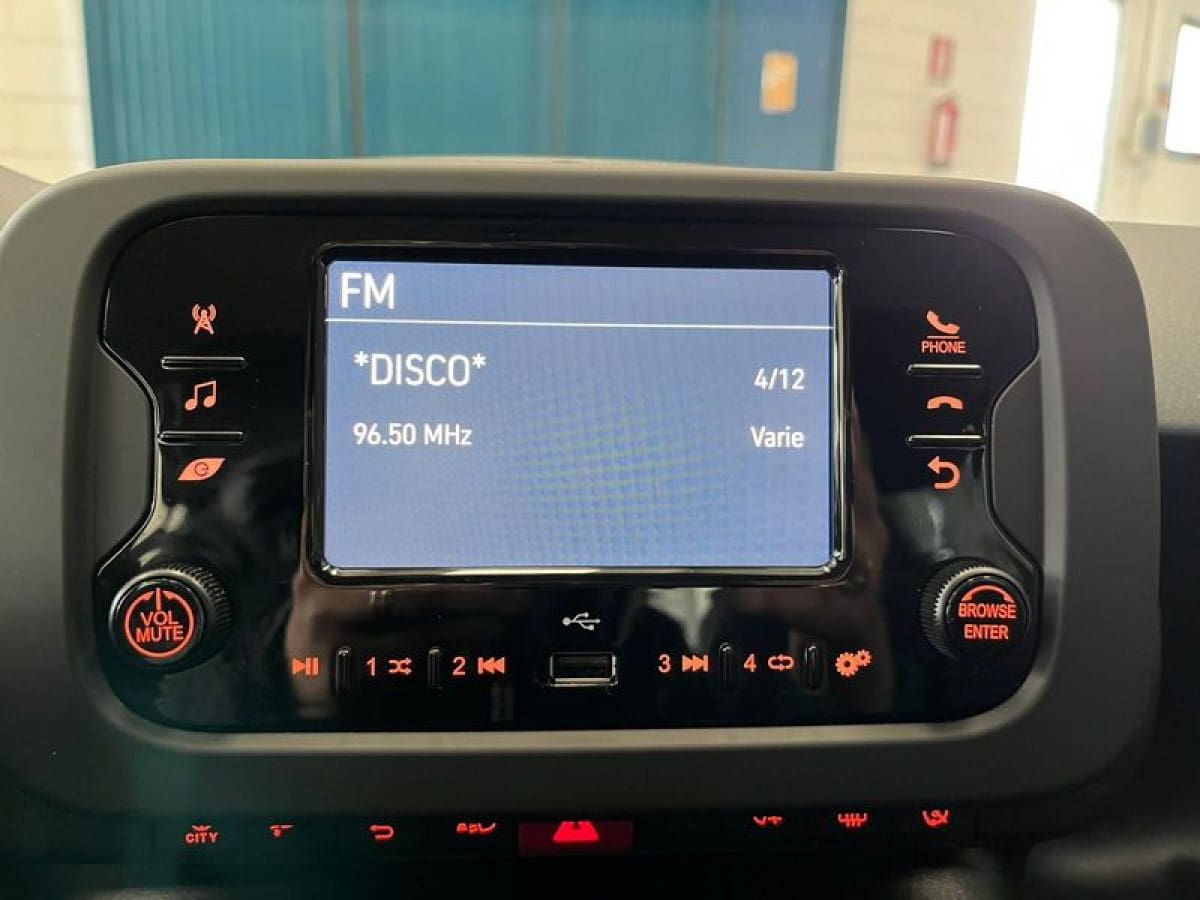 FM
*DISCO*
4/12
96.50 MHz
Varie
PHONE
VOL
MUTE
BROWSE
ENTER
1
2
3
4
CITY